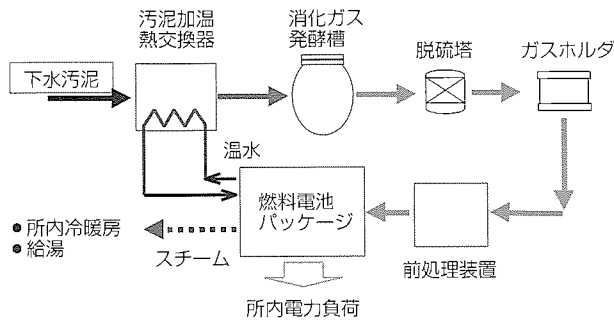 汚泥加温
熱交換器
消化ガス
発酵槽
脱硫塔
ガスホルダ
下水汚泥
温水
燃料電池
パッケージ
●所内冷暖房
●給湯
スチーム
前処理装置
所内電力負荷